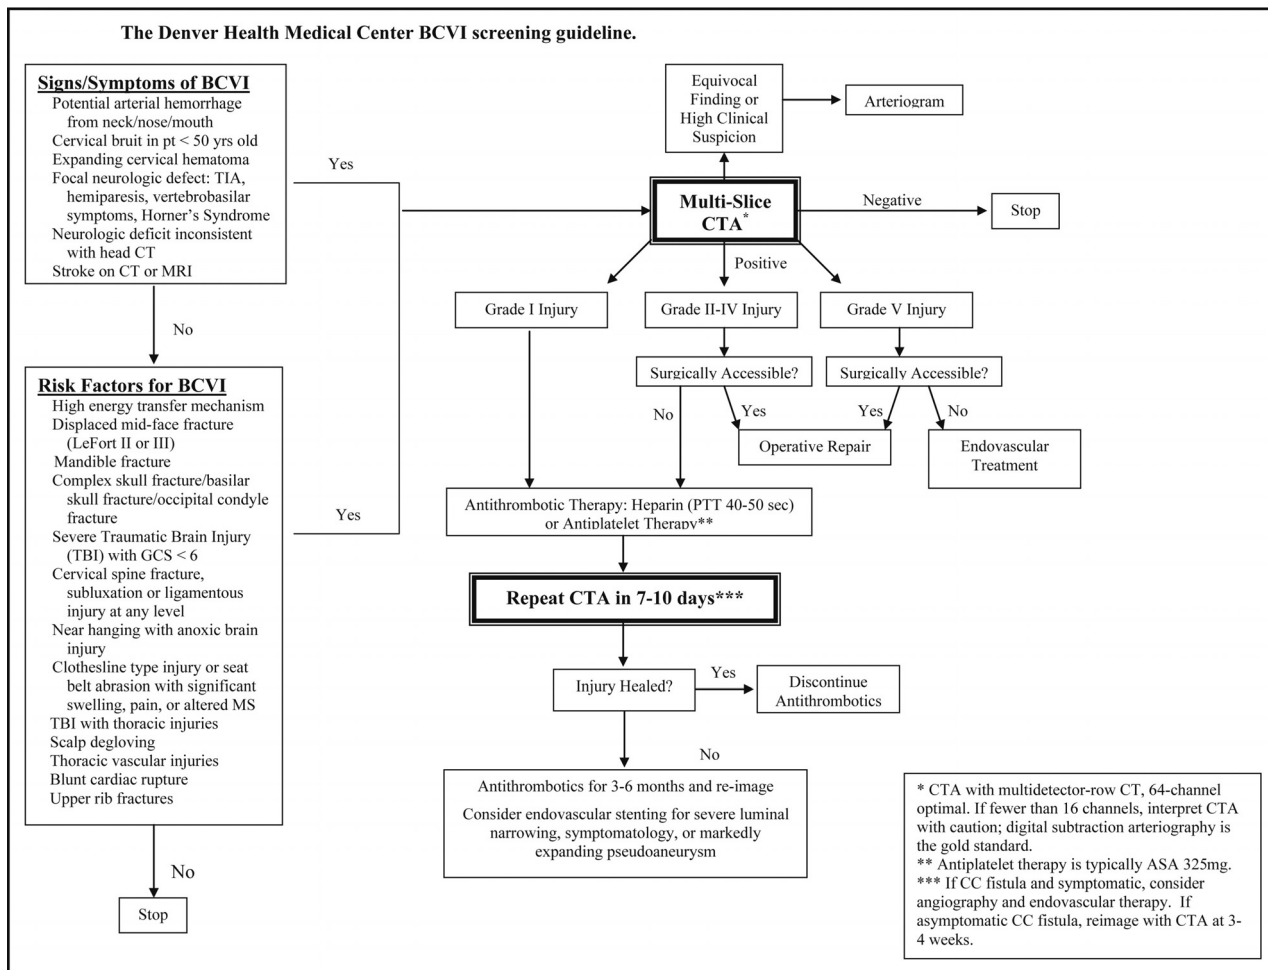 The Denver Health Medical Center BCVI screening guideline.
Signs/Symptoms of BCVI
Potential arterial hemorrhage
from neck/nose/mouth
Cervical bruit in pt < 50 yrs old
Expanding cervical hematoma
Focal neurologic defect: TIA,
hemiparesis, vertebrobasilar
symptoms, Horner's Syndrome
Neurologic deficit inconsistent
with head CT
Stroke on CT or MRI
Yes
No
Risk Factors for BCVI
High energy transfer mechanism
Displaced mid-face fracture
(LeFort II or III)
Mandible fracture
Complex skull fracture/basilar
skull fracture/occipital condyle
fracture
Severe Traumatic Brain Injury
(TBI) with GCS < 6
Cervical spine fracture,
subluxation or ligamentous
injury at any level
Near hanging with anoxic brain
injury
Clothesline type injury or seat
belt abrasion with significant
swelling, pain, or altered MS
TBI with thoracic injuries
Scalp degloving
Thoracic vascular injuries
Blunt cardiac rupture
Upper rib fractures
Yes
No
Stop
Equivocal
Finding or
High Clinical
Suspicion
Arteriogram
Multi-Slice
CTA*
Negative
Stop
Positive
Grade I Injury
Grade II-IV Injury
Grade V Injury
Surgically Accessible?
Surgically Accessible?
No
Yes
Yes
No
Operative Repair
Endovascular
Treatment
Antithrombotic Therapy: Heparin (PTT 40-50 sec)
or Antiplatelet Therapy**
Repeat CTA in 7-10 days***
Injury Healed?
Yes
Discontinue
Antithrombotics
No
Antithrombotics for 3-6 months and re-image
Consider endovascular stenting for severe luminal
narrowing, symptomatology, or markedly
expanding pseudoaneurysm
* CTA with multidetector-row CT, 64-channel
optimal. If fewer than 16 channels, interpret CTA
with caution; digital subtraction arteriography is
the gold standard.
** Antiplatelet therapy is typically ASA 325mg.
*** If CC fistula and symptomatic, consider
angiography and endovascular therapy. If
asymptomatic CC fistula, reimage with CTA at 3-
4 weeks.